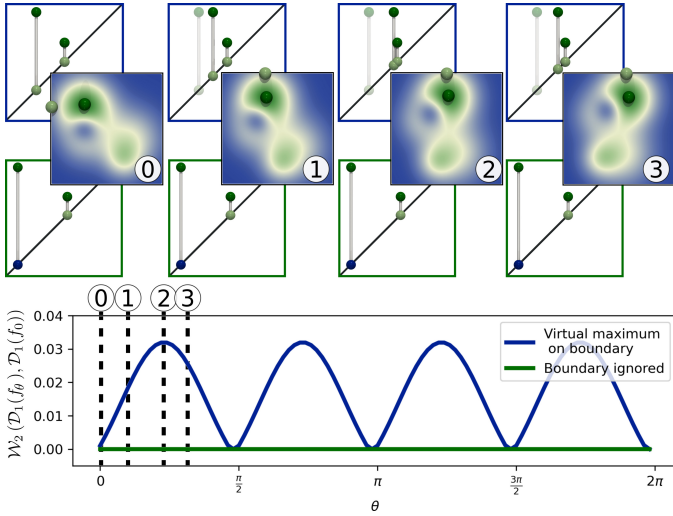 0
1
2
3
0 1 2 3
0.04
0.03
0.02
0.01
0.00
𝒲₂ (𝒟₁(f_θ), 𝒟₁(f₀))
Virtual maximum
on boundary
Boundary ignored
0 π/2 π 3π/2 2π
θ